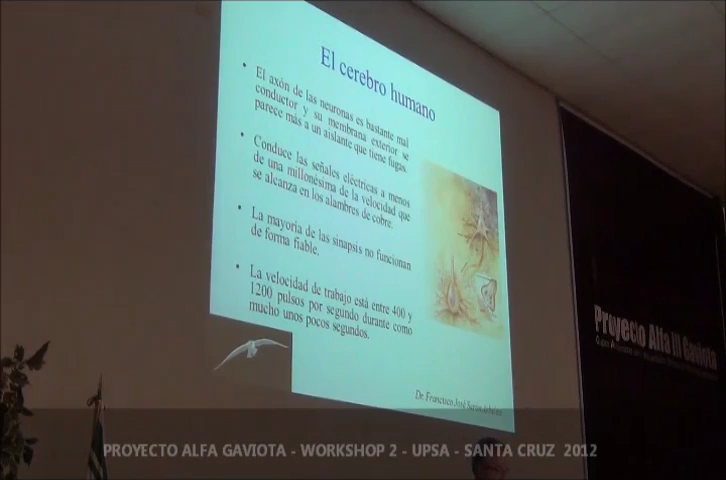 El cerebro humano
El axón de las neuronas es bastante mal
conductor y su membrana exterior se
parece más a un aislante que tiene fugas.
Conduce las señales eléctricas a menos
de una millonésima de la velocidad que
se alcanza en los alambres de cobre.
La mayoría de las sinapsis no funcionan
de forma fiable.
La velocidad de trabajo está entre 400 y
1200 pulsos por segundo durante como
mucho unos pocos segundos.
Dr. Francisco José Serón
Proyecto Alfa III Gaviota
PROYECTO ALFA GAVIOTA - WORKSHOP 2 - UPSA - SANTA CRUZ 2012